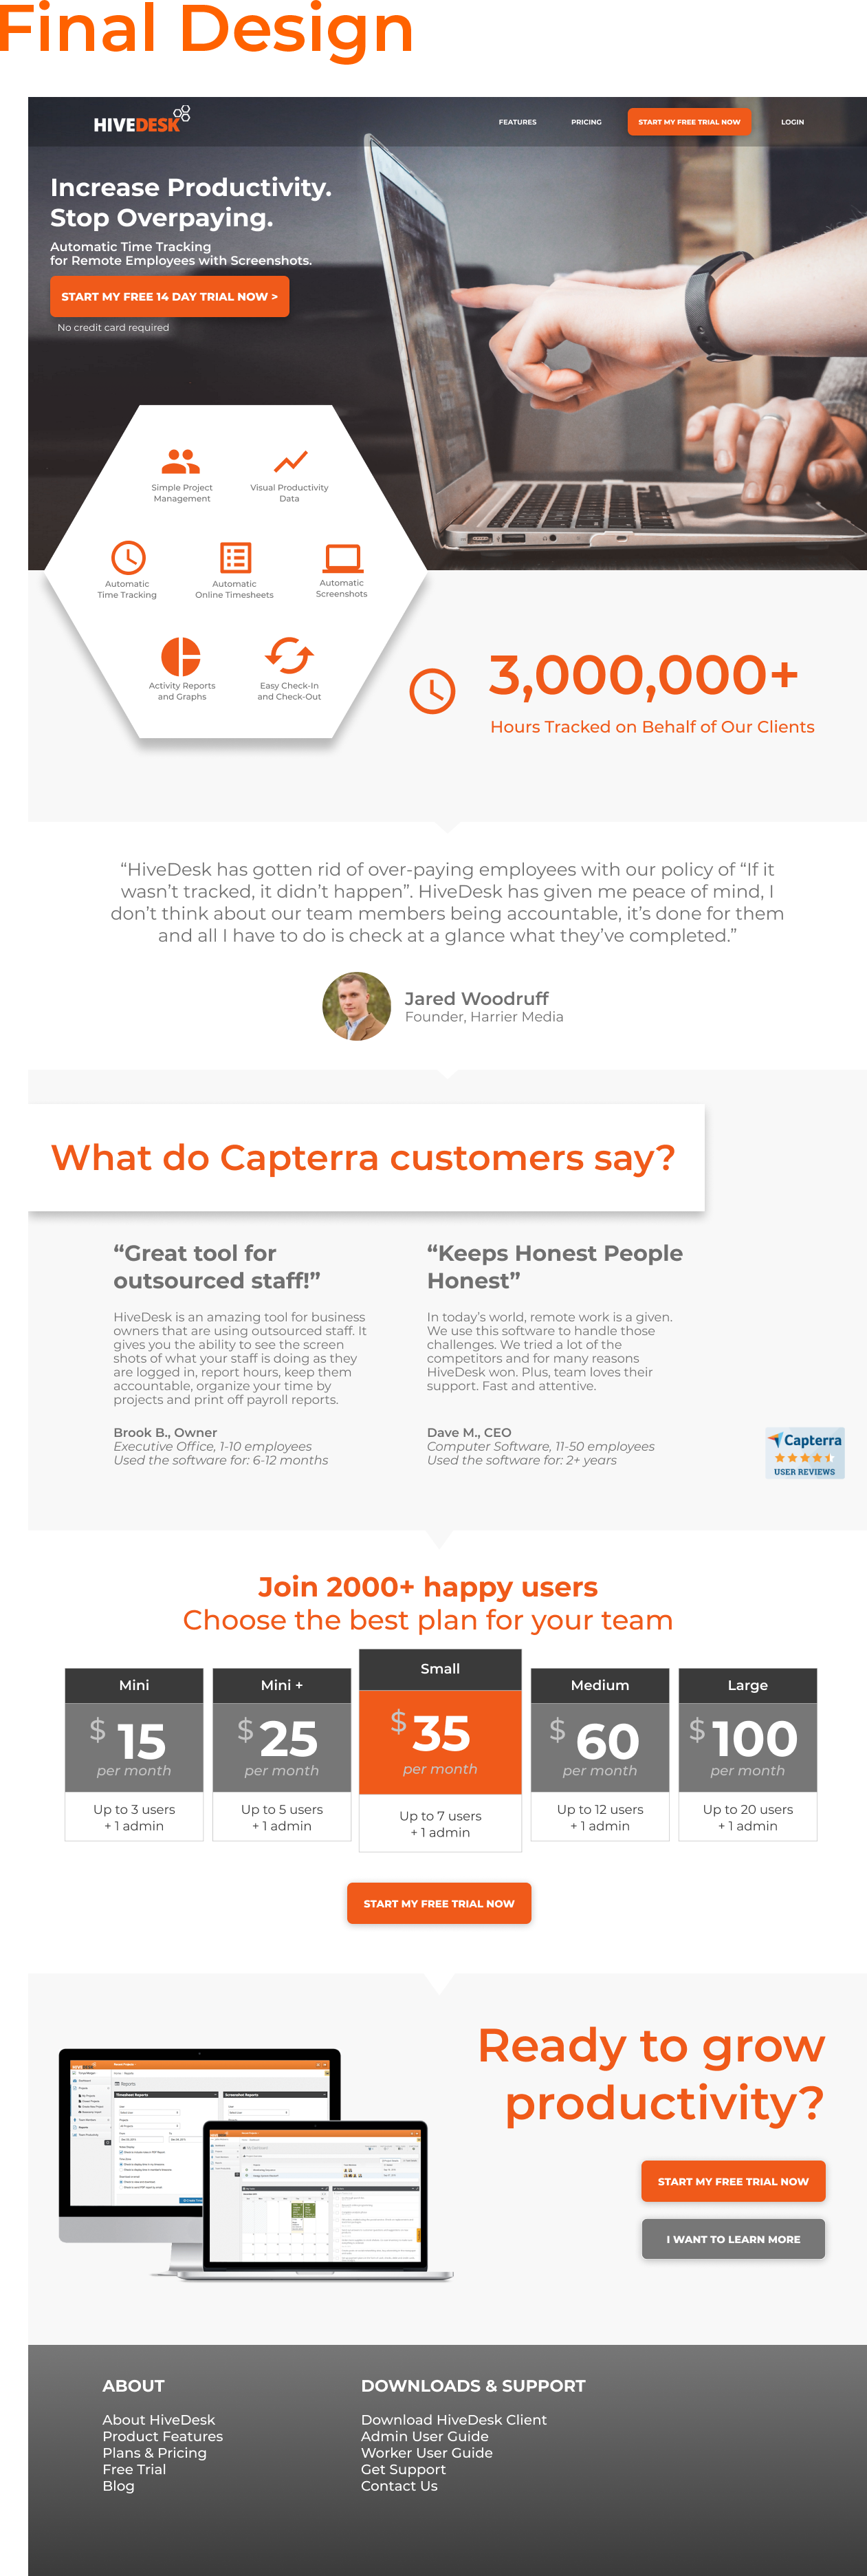 Final Design
HIVEDESK
FEATURES
PRICING
START MY FREE TRIAL NOW
LOGIN
Increase Productivity.
Stop Overpaying.
Automatic Time Tracking
for Remote Employees with Screenshots.
START MY FREE 14 DAY TRIAL NOW >
No credit card required
Simple Project
Management
Visual Productivity
Data
Automatic
Time Tracking
Automatic
Online Timesheets
Automatic
Screenshots
Activity Reports
and Graphs
Easy Check-In
and Check-Out
3,000,000+
Hours Tracked on Behalf of Our Clients
“HiveDesk has gotten rid of over-paying employees with our policy of “If it
wasn’t tracked, it didn’t happen”. HiveDesk has given me peace of mind, I
don’t think about our team members being accountable, it’s done for them
and all I have to do is check at a glance what they’ve completed.”
Jared Woodruff
Founder, Harrier Media
What do Capterra customers say?
“Great tool for
outsourced staff!”
HiveDesk is an amazing tool for business
owners that are using outsourced staff. It
gives you the ability to see the screen
shots of what your staff is doing as they
are logged in, report hours, keep them
accountable, organize your time by
projects and print off payroll reports.
Brook B., Owner
Executive Office, 1-10 employees
Used the software for: 6-12 months
“Keeps Honest People
Honest”
In today’s world, remote work is a given.
We use this software to handle those
challenges. We tried a lot of the
competitors and for many reasons
HiveDesk won. Plus, team loves their
support. Fast and attentive.
Dave M., CEO
Computer Software, 11-50 employees
Used the software for: 2+ years
Capterra
USER REVIEWS
Join 2000+ happy users
Choose the best plan for your team
Mini
$ 15
per month
Up to 3 users
+ 1 admin
Mini +
$ 25
per month
Up to 5 users
+ 1 admin
Small
$ 35
per month
Up to 7 users
+ 1 admin
Medium
$ 60
per month
Up to 12 users
+ 1 admin
Large
$ 100
per month
Up to 20 users
+ 1 admin
START MY FREE TRIAL NOW
Reports
Timesheet Reports
Screenshot Reports
Ready to grow
productivity?
START MY FREE TRIAL NOW
I WANT TO LEARN MORE
ABOUT
About HiveDesk
Product Features
Plans & Pricing
Free Trial
Blog
DOWNLOADS & SUPPORT
Download HiveDesk Client
Admin User Guide
Worker User Guide
Get Support
Contact Us